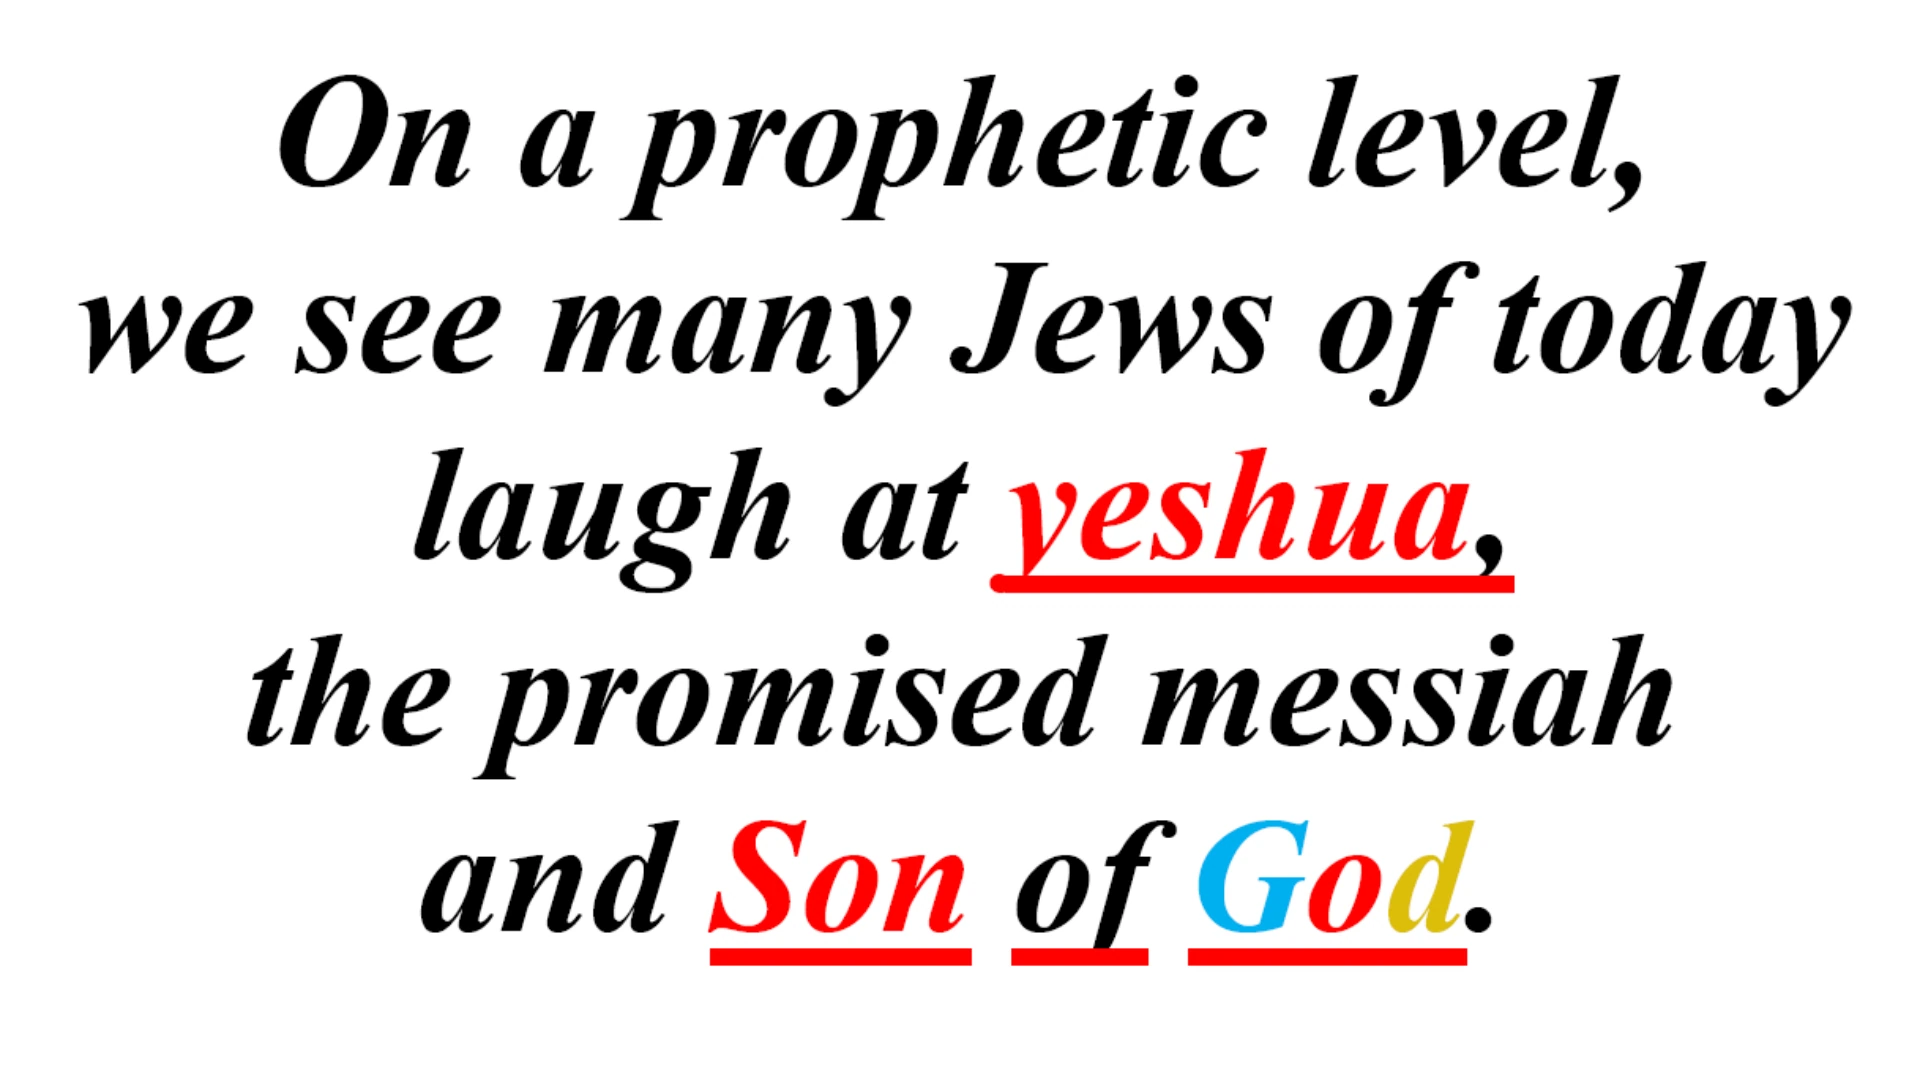 On a prophetic level,
we see many Jews of today
laugh at yeshua,
the promised messiah
and Son of God.